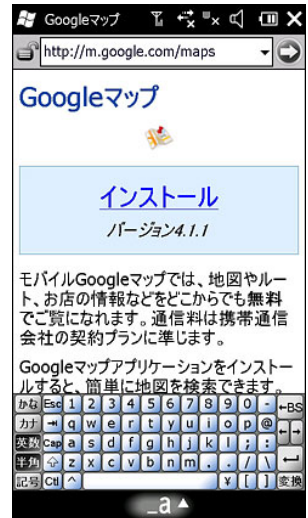 Googleマップ
http://m.google.com/maps
Googleマップ
インストール
バージョン4.1.1
モバイルGoogleマップでは、地図やルー
ト、お店の情報などをどこからでも無料
でご覧になれます。通信料は携帯通信
会社の契約プランに準じます。
Googleマップアプリケーションをインストー
ルすると、簡単に地図を検索できます。
かな Esc 1 2 3 4 5 6 7 8 9 0 - ←BS
カナ q w e r t y u i o p @ ← →
英数 Cap a s d f g h j k l ; :
半角 z x c v b n m , . / \
記号 Ctl ^ ¥ [ ] 変換
_a